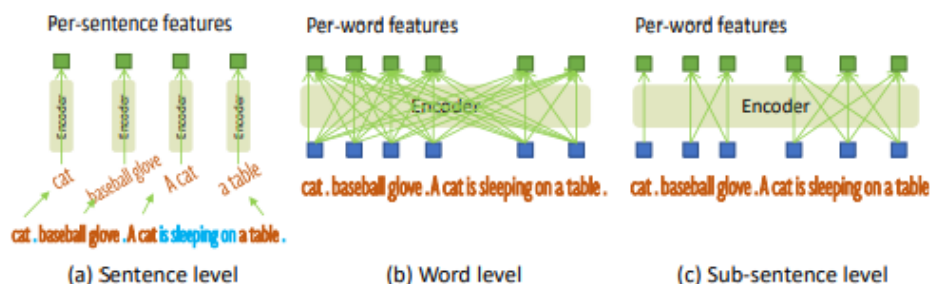 Per-sentence features
Encoder
Encoder
Encoder
Encoder
cat
baseball glove
A cat
a table
cat . baseball glove . A cat is sleeping on a table .
(a) Sentence level
Per-word features
Encoder
cat . baseball glove . A cat is sleeping on a table .
(b) Word level
Per-word features
Encoder
cat . baseball glove . A cat is sleeping on a table
(c) Sub-sentence level